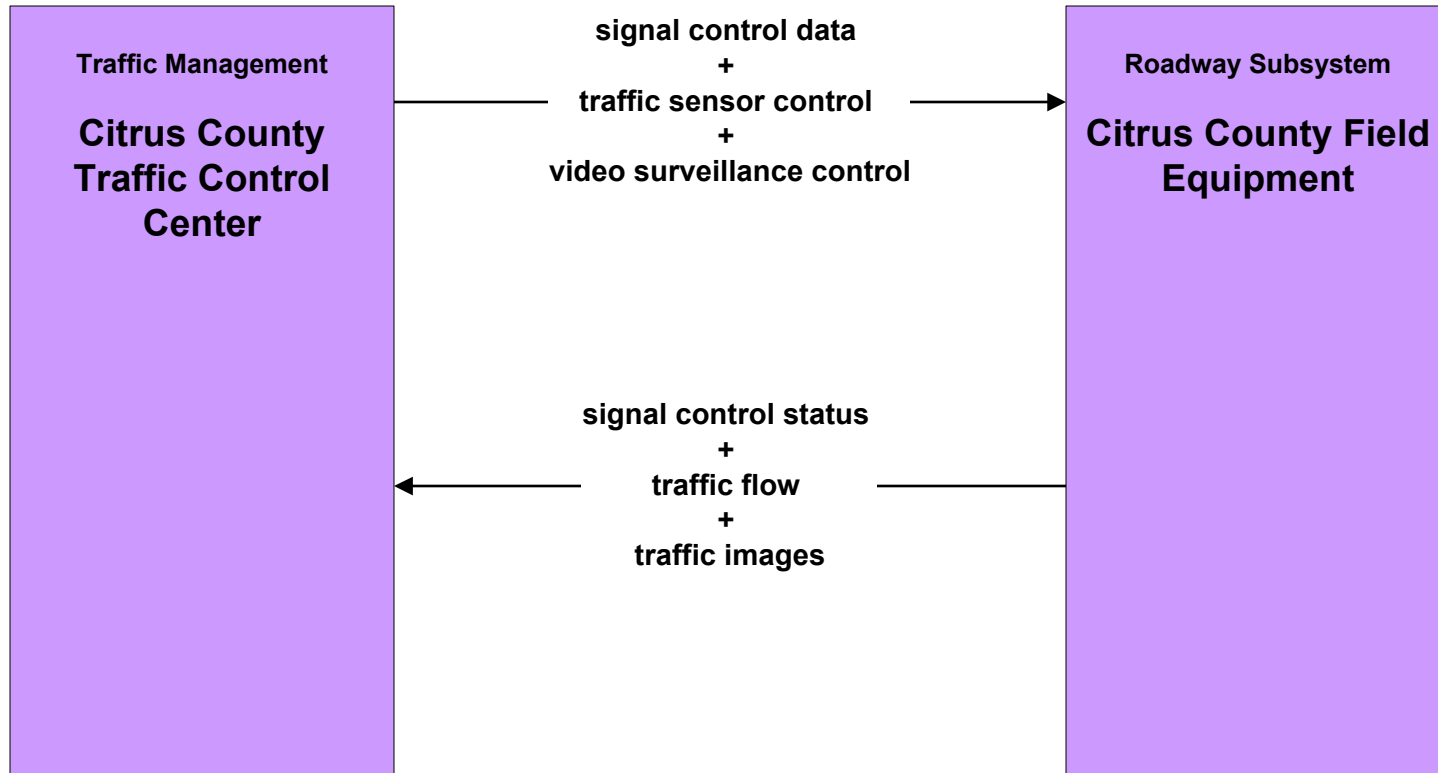 Traffic Management
Citrus County
Traffic Control
Center
signal control data
+
traffic sensor control
+
video surveillance control
Roadway Subsystem
Citrus County Field
Equipment
signal control status
+
traffic flow
+
traffic images